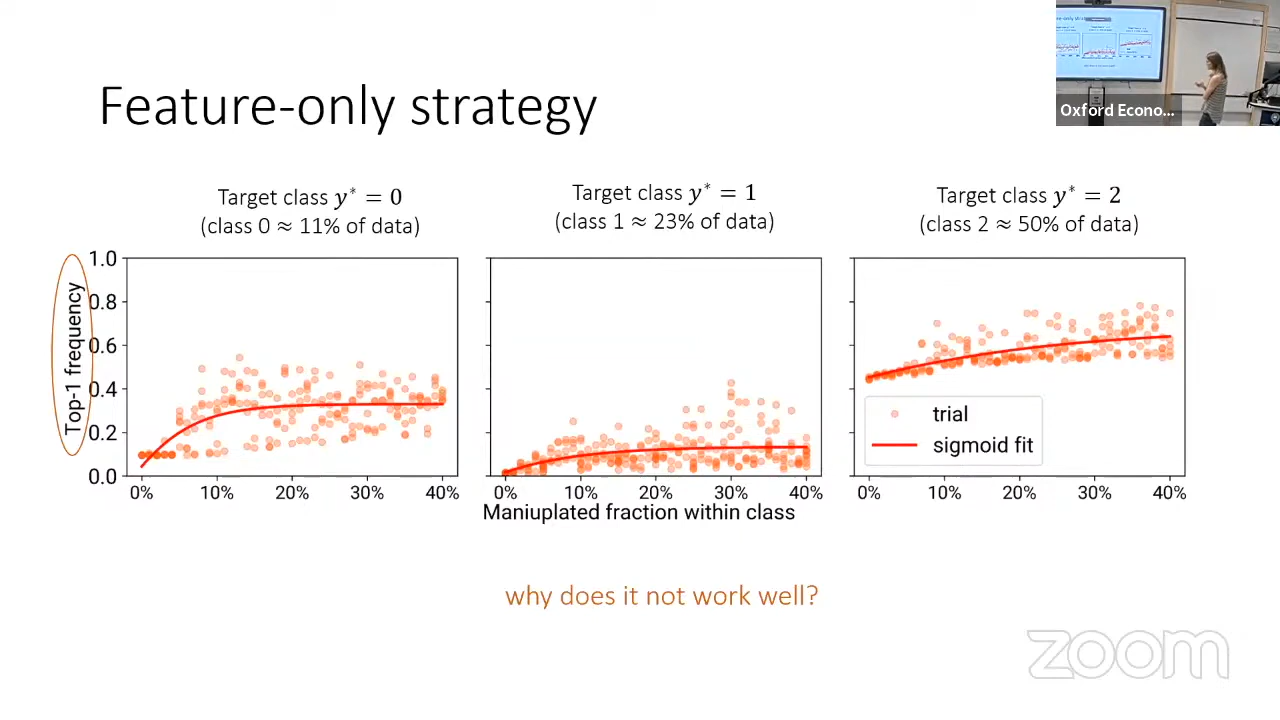 Feature-only strategy
Oxford Econo...
Target class y* = 0
(class 0 ≈ 11% of data)
Target class y* = 1
(class 1 ≈ 23% of data)
Target class y* = 2
(class 2 ≈ 50% of data)
Top-1 frequency
1.0
0.8
0.6
0.4
0.2
0.0
0% 10% 20% 30% 40%
0% 10% 20% 30% 40%
0% 10% 20% 30% 40%
trial
sigmoid fit
Maniuplated fraction within class
why does it not work well?
zoom